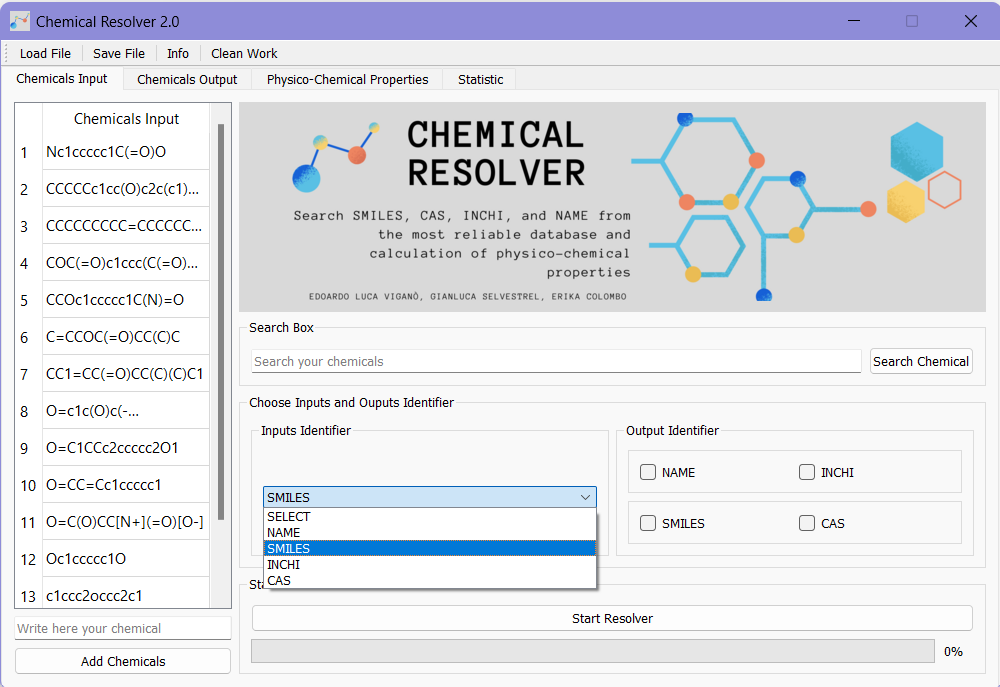 Chemical Resolver 2.0
Load File
Save File
Info
Clean Work
Chemicals Input
Chemicals Output
Physico-Chemical Properties
Statistic
Chemicals Input
1 Nc1ccccc1C(=O)O
2 CCCCCc1cc(O)c2c(c1)...
3 CCCCCCCCC=CCCCCC...
4 COC(=O)c1ccc(C(=O)...
5 CCOc1ccccc1C(N)=O
6 C=CCOC(=O)CC(C)C
7 CC1=CC(=O)CC(C)(C)C1
8 O=c1c(O)c(-...
9 O=C1CCc2ccccc2O1
10 O=CC=Cc1ccccc1
11 O=C(O)CC[N+](=O)[O-]
12 Oc1ccccc1O
13 c1ccc2occc2c1
Write here your chemical
Add Chemicals
CHEMICAL
RESOLVER
Search SMILES, CAS, INCHI, and NAME from
the most reliable database and
calculation of physico-chemical
properties
EDOARDO LUCA VIGANÒ, GIANLUCA SELVESTREL, ERIKA COLOMBO
Search Box
Search your chemicals
Search Chemical
Choose Inputs and Ouputs Identifier
Inputs Identifier
SMILES
SELECT
NAME
SMILES
INCHI
CAS
Output Identifier
NAME
INCHI
SMILES
CAS
Start Resolver
0%